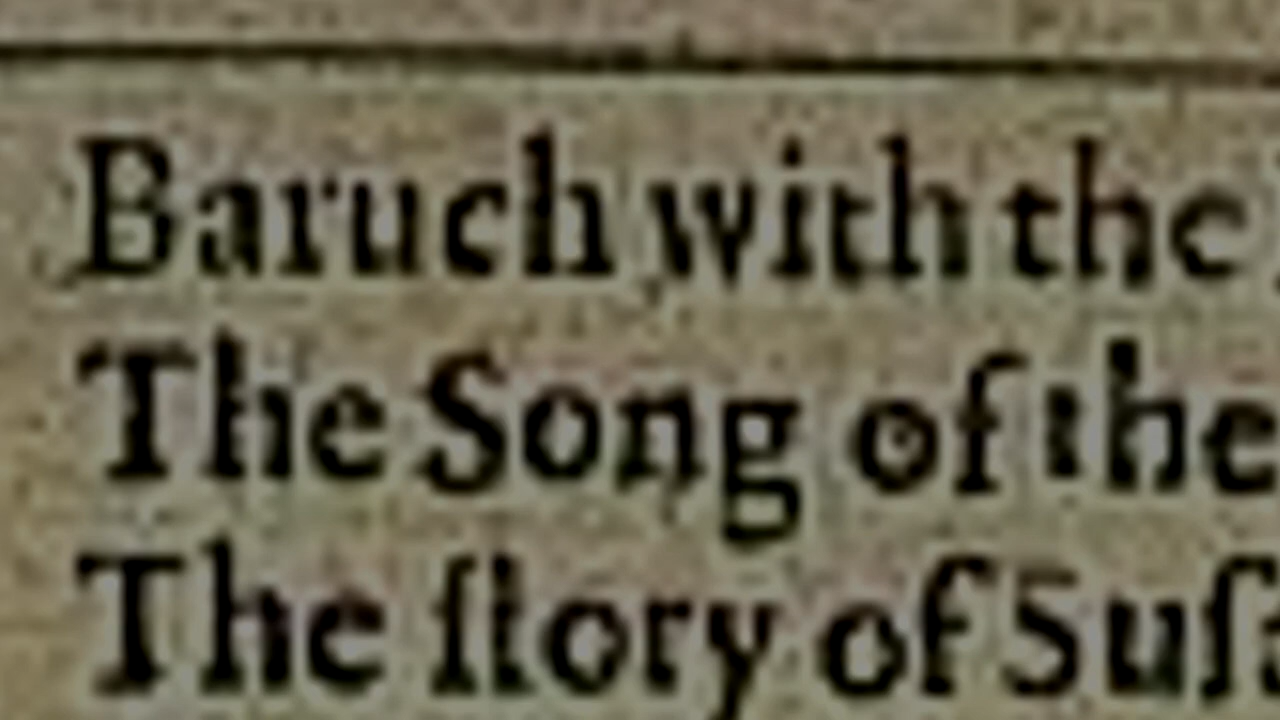 Baruch with the
The Song of the
The ſtory of Suſ